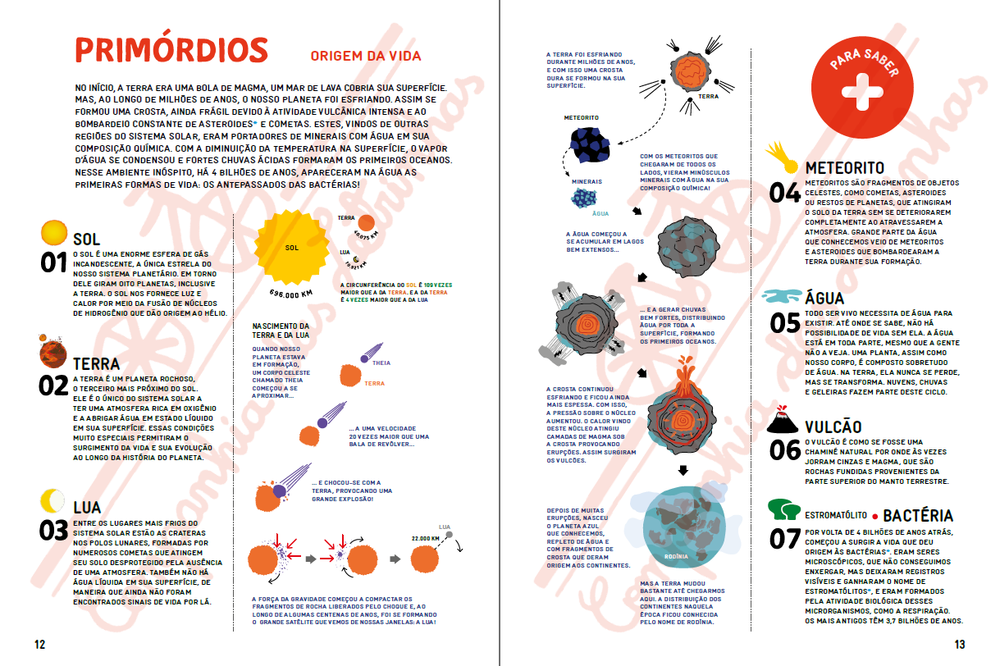 PRIMÓRDIOS
ORIGEM DA VIDA
NO INÍCIO, A TERRA ERA UMA BOLA DE MAGMA, UM MAR DE LAVA COBRIA SUA SUPERFÍCIE.
MAS, AO LONGO DE MILHÕES DE ANOS, O NOSSO PLANETA FOI ESFRIANDO. ASSIM SE
FORMOU UMA CROSTA, AINDA FRÁGIL DEVIDO À ATIVIDADE VULCÂNICA INTENSA E AO
BOMBARDEIO CONSTANTE DE ASTEROIDES* E COMETAS. ESTES, VINDOS DE OUTRAS
REGIÕES DO SISTEMA SOLAR, ERAM PORTADORES DE MINERAIS COM ÁGUA EM SUA
COMPOSIÇÃO QUÍMICA. COM A DIMINUIÇÃO DA TEMPERATURA NA SUPERFÍCIE, O VAPOR
D'ÁGUA SE CONDENSOU E FORTES CHUVAS ÁCIDAS FORMARAM OS PRIMEIROS OCEANOS.
NESSE AMBIENTE INÓSPITO, HÁ 4 BILHÕES DE ANOS, APARECERAM NA ÁGUA AS
PRIMEIRAS FORMAS DE VIDA: OS ANTEPASSADOS DAS BACTÉRIAS!
01
SOL
O SOL É UMA ENORME ESFERA DE GÁS
INCANDESCENTE, A ÚNICA ESTRELA DO
NOSSO SISTEMA PLANETÁRIO. EM TORNO
DELE GIRAM OITO PLANETAS, INCLUSIVE
A TERRA. O SOL NOS FORNECE LUZ E
CALOR POR MEIO DA FUSÃO DE NÚCLEOS
DE HIDROGÊNIO QUE DÃO ORIGEM AO HÉLIO.
02
TERRA
A TERRA É UM PLANETA ROCHOSO,
O TERCEIRO MAIS PRÓXIMO DO SOL.
ELE É O ÚNICO DO SISTEMA SOLAR A
TER UMA ATMOSFERA RICA EM OXIGÊNIO
E A ABRIGAR ÁGUA EM ESTADO LÍQUIDO
EM SUA SUPERFÍCIE. ESSAS CONDIÇÕES
MUITO ESPECIAIS PERMITIRAM O
SURGIMENTO DA VIDA E SUA EVOLUÇÃO
AO LONGO DA HISTÓRIA DO PLANETA.
03
LUA
ENTRE OS LUGARES MAIS FRIOS DO
SISTEMA SOLAR ESTÃO AS CRATERAS
NOS POLOS LUNARES, FORMADAS POR
NUMEROSOS COMETAS QUE ATINGEM
SEU SOLO DESPROTEGIDO PELA AUSÊNCIA
DE UMA ATMOSFERA. TAMBÉM NÃO HÁ
ÁGUA LÍQUIDA EM SUA SUPERFÍCIE, DE
MANEIRA QUE AINDA NÃO FORAM
ENCONTRADOS SINAIS DE VIDA POR LÁ.
SOL
696.000 KM
TERRA
40.075 KM
LUA
10.921 KM
A CIRCUNFERÊNCIA DO SOL É 109 VEZES
MAIOR QUE A DA TERRA. E A DA TERRA
É 4 VEZES MAIOR QUE A DA LUA
NASCIMENTO DA
TERRA E DA LUA
QUANDO NOSSO
PLANETA ESTAVA
EM FORMAÇÃO,
UM CORPO CELESTE
CHAMADO THEIA
COMEÇOU A SE
APROXIMAR...
THEIA
TERRA
... A UMA VELOCIDADE
20 VEZES MAIOR QUE UMA
BALA DE REVÓLVER...
... E CHOCOU-SE COM A
TERRA, PROVOCANDO UMA
GRANDE EXPLOSÃO!
LUA
22.000 KM
A FORÇA DA GRAVIDADE COMEÇOU A COMPACTAR OS
FRAGMENTOS DE ROCHA LIBERADOS PELO CHOQUE E, AO
LONGO DE ALGUMAS CENTENAS DE ANOS, FOI SE FORMANDO
O GRANDE SATÉLITE QUE VEMOS DE NOSSAS JANELAS: A LUA!
12
A TERRA FOI ESFRIANDO
DURANTE MILHÕES DE ANOS,
E COM ISSO UMA CROSTA
DURA SE FORMOU NA SUA
SUPERFÍCIE.
TERRA
METEORITO
MINERAIS
ÁGUA
COM OS METEORITOS QUE
CHEGARAM DE TODOS OS
LADOS, VIERAM MINÚSCULOS
MINERAIS COM ÁGUA NA SUA
COMPOSIÇÃO QUÍMICA!
A ÁGUA COMEÇOU A
SE ACUMULAR EM LAGOS
BEM EXTENSOS...
... E A GERAR CHUVAS
BEM FORTES, DISTRIBUINDO
ÁGUA POR TODA A
SUPERFÍCIE, FORMANDO
OS PRIMEIROS OCEANOS.
A CROSTA CONTINUOU
ESFRIANDO E FICOU AINDA
MAIS ESPESSA. COM ISSO,
A PRESSÃO SOBRE O NÚCLEO
AUMENTOU. O CALOR VINDO
DESTE NÚCLEO ATINGIU
CAMADAS DE MAGMA SOB
A CROSTA PROVOCANDO
ERUPÇÕES. ASSIM SURGIRAM
OS VULCÕES.
DEPOIS DE MUITAS
ERUPÇÕES, NASCEU
O PLANETA AZUL
QUE CONHECEMOS,
REPLETO DE ÁGUA E
COM FRAGMENTOS DE
CROSTA QUE DERAM
ORIGEM AOS CONTINENTES.
RODÍNIA
MAS A TERRA MUDOU
BASTANTE ATÉ CHEGARMOS
AQUI. A DISTRIBUIÇÃO DOS
CONTINENTES NAQUELA
ÉPOCA FICOU CONHECIDA
PELO NOME DE RODÍNIA.
PARA SABER
04
METEORITO
METEORITOS SÃO FRAGMENTOS DE OBJETOS
CELESTES, COMO COMETAS, ASTEROIDES
OU RESTOS DE PLANETAS, QUE ATINGIRAM
O SOLO DA TERRA SEM SE DETERIORAREM
COMPLETAMENTE AO ATRAVESSAREM A
ATMOSFERA. GRANDE PARTE DA ÁGUA
QUE CONHECEMOS VEIO DE METEORITOS
E ASTEROIDES QUE BOMBARDEARAM A
TERRA DURANTE SUA FORMAÇÃO.
05
ÁGUA
TODO SER VIVO NECESSITA DE ÁGUA PARA
EXISTIR. ATÉ ONDE SE SABE, NÃO HÁ
POSSIBILIDADE DE VIDA SEM ELA. A ÁGUA
ESTÁ EM TODA PARTE, MESMO QUE A GENTE
NÃO A VEJA. UMA PLANTA, ASSIM COMO
NOSSO CORPO, É COMPOSTO SOBRETUDO
DE ÁGUA. NA TERRA, ELA NUNCA SE PERDE,
MAS SE TRANSFORMA. NUVENS, CHUVAS
E GELEIRAS FAZEM PARTE DESTE CICLO.
06
VULCÃO
O VULCÃO É COMO SE FOSSE UMA
CHAMINÉ NATURAL POR ONDE ÀS VEZES
JORRAM CINZAS E MAGMA, QUE SÃO
ROCHAS FUNDIDAS PROVENIENTES DA
PARTE SUPERIOR DO MANTO TERRESTRE.
07
ESTROMATÓLITO • BACTÉRIA
POR VOLTA DE 4 BILHÕES DE ANOS ATRÁS,
COMEÇOU A SURGIR A VIDA QUE DEU
ORIGEM ÀS BACTÉRIAS*. ERAM SERES
MICROSCÓPICOS, QUE NÃO CONSEGUIMOS
ENXERGAR, MAS DEIXARAM REGISTROS
VISÍVEIS E GANHARAM O NOME DE
ESTROMATÓLITOS*, E ERAM FORMADOS
PELA ATIVIDADE BIOLÓGICA DESSES
MICRORGANISMOS, COMO A RESPIRAÇÃO.
OS MAIS ANTIGOS TÊM 3,7 BILHÕES DE ANOS.
13
Companhia das Letrinhas
Companhia das Letrinhas